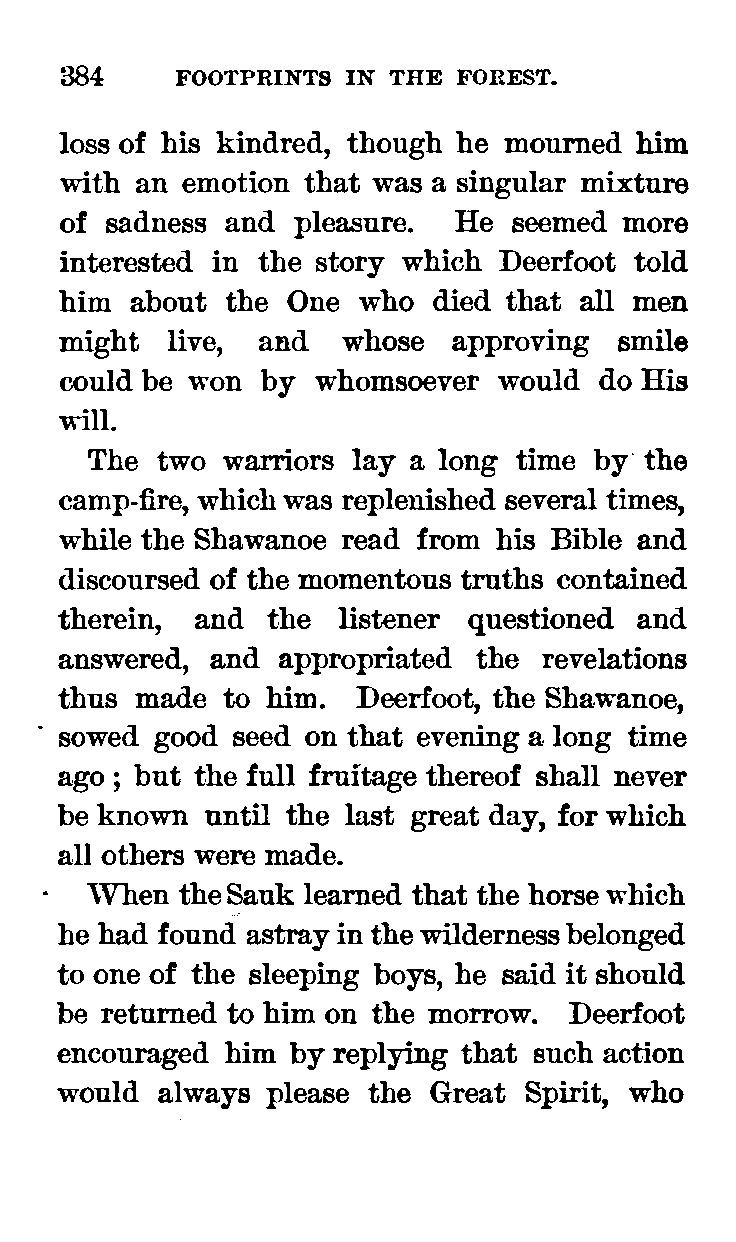 384 FOOTPRINTS IN THE FOREST.
loss of his kindred, though he mourned him
with an emotion that was a singular mixture
of sadness and pleasure. He seemed more
interested in the story which Deerfoot told
him about the One who died that all men
might live, and whose approving smile
could be won by whomsoever would do His
will.
The two warriors lay a long time by the
camp-fire, which was replenished several times,
while the Shawanoe read from his Bible and
discoursed of the momentous truths contained
therein, and the listener questioned and
answered, and appropriated the revelations
thus made to him. Deerfoot, the Shawanoe,
sowed good seed on that evening a long time
ago ; but the full fruitage thereof shall never
be known until the last great day, for which
all others were made.
When the Sauk learned that the horse which
he had found astray in the wilderness belonged
to one of the sleeping boys, he said it should
be returned to him on the morrow. Deerfoot
encouraged him by replying that such action
would always please the Great Spirit, who